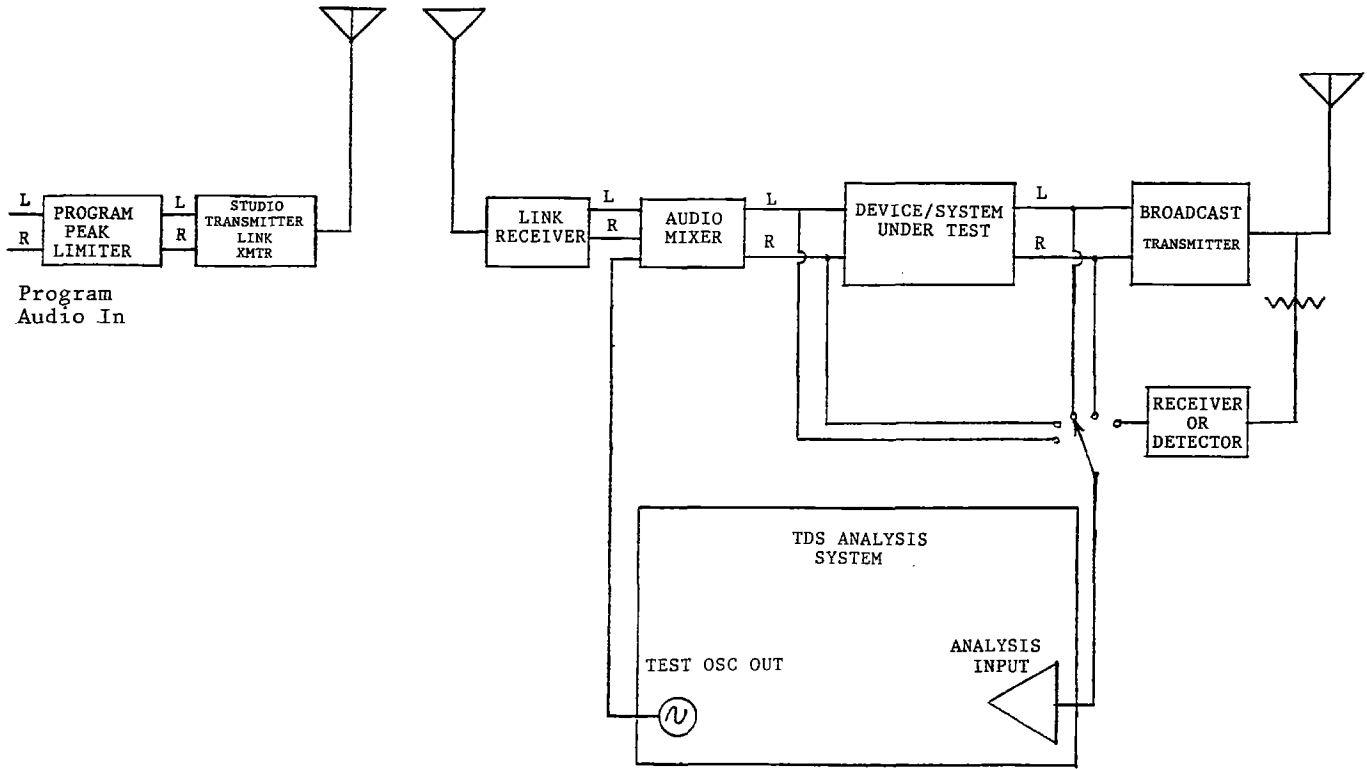 L
R
PROGRAM
PEAK
LIMITER
L
R
STUDIO
TRANSMITTER
LINK
XMTR
Program
Audio In
LINK
RECEIVER
L
R
AUDIO
MIXER
L
R
DEVICE/SYSTEM
UNDER TEST
L
R
BROADCAST
TRANSMITTER
RECEIVER
OR
DETECTOR
TDS ANALYSIS
SYSTEM
TEST OSC OUT
ANALYSIS
INPUT